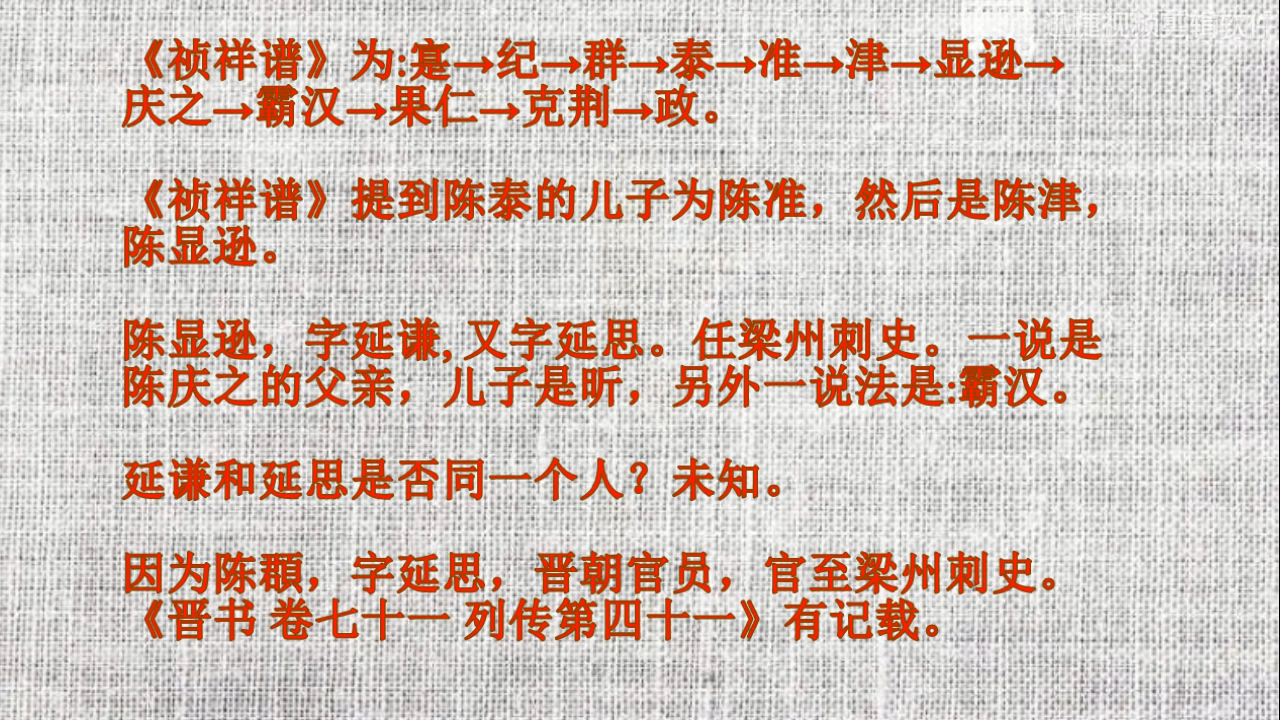 《祯祥谱》为:寔→纪→群→泰→准→津→显逊→
庆之→霸汉→果仁→克荆→政。
《祯祥谱》提到陈泰的儿子为陈准，然后是陈津，
陈显逊。
陈显逊，字延谦,又字延思。任梁州刺史。一说是
陈庆之的父亲，儿子是昕，另外一说法是:霸汉。
延谦和延思是否同一个人？未知。
因为陈頵，字延思，晋朝官员，官至梁州刺史。
《晋书 卷七十一 列传第四十一》有记载。